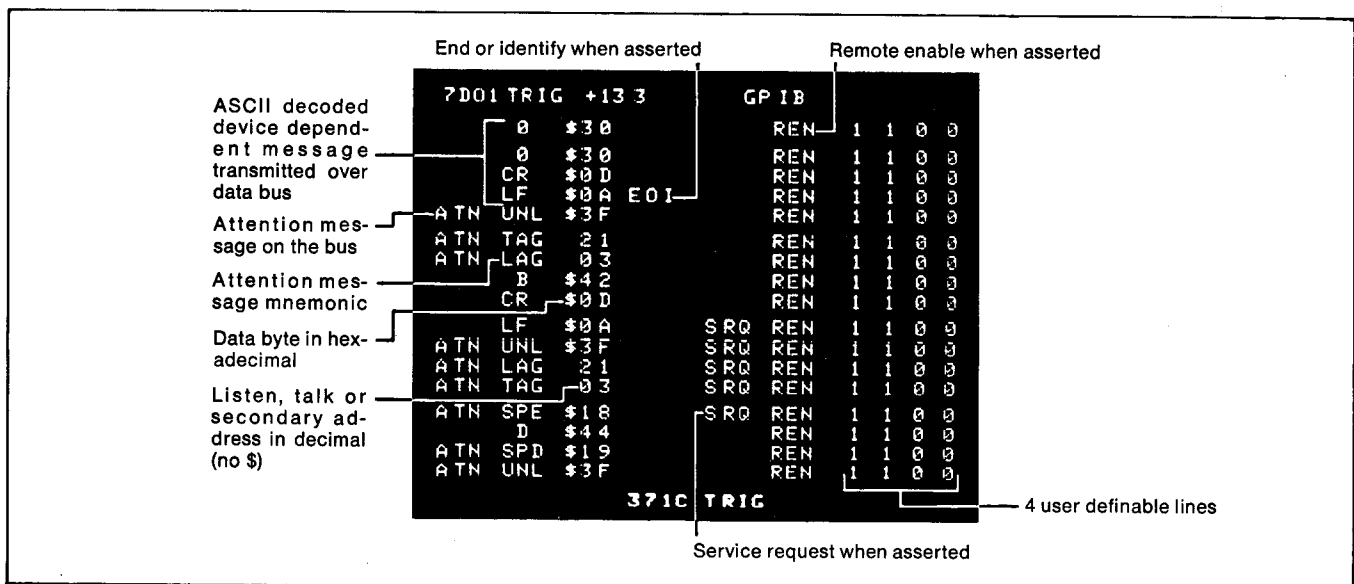 End or identify when asserted
Remote enable when asserted
ASCII decoded
device depend-
ent message
transmitted over
data bus
Attention mes-
sage on the bus
Attention mes-
sage mnemonic
Data byte in hex-
adecimal
Listen, talk or
secondary ad-
dress in decimal
(no $)
7D01 TRIG +133 GPIB
0 $30 REN 1 1 0 0
0 $30 REN 1 1 0 0
CR $0D REN 1 1 0 0
LF $0A EOI REN 1 1 0 0
ATN UNL $3F REN 1 1 0 0
ATN TAG 21 REN 1 1 0 0
ATN LAG 03 REN 1 1 0 0
B $42 REN 1 1 0 0
CR $0D REN 1 1 0 0
LF $0A SRQ REN 1 1 0 0
ATN UNL $3F SRQ REN 1 1 0 0
ATN LAG 21 SRQ REN 1 1 0 0
ATN TAG 03 SRQ REN 1 1 0 0
ATN SPE $18 SRQ REN 1 1 0 0
D $44 REN 1 1 0 0
ATN SPD $19 REN 1 1 0 0
ATN UNL $3F REN 1 1 0 0
371C TRIG
4 user definable lines
Service request when asserted